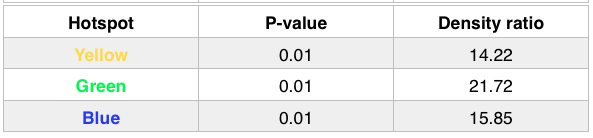 Hotspot P-value Density ratio
Yellow 0.01 14.22
Green 0.01 21.72
Blue 0.01 15.85